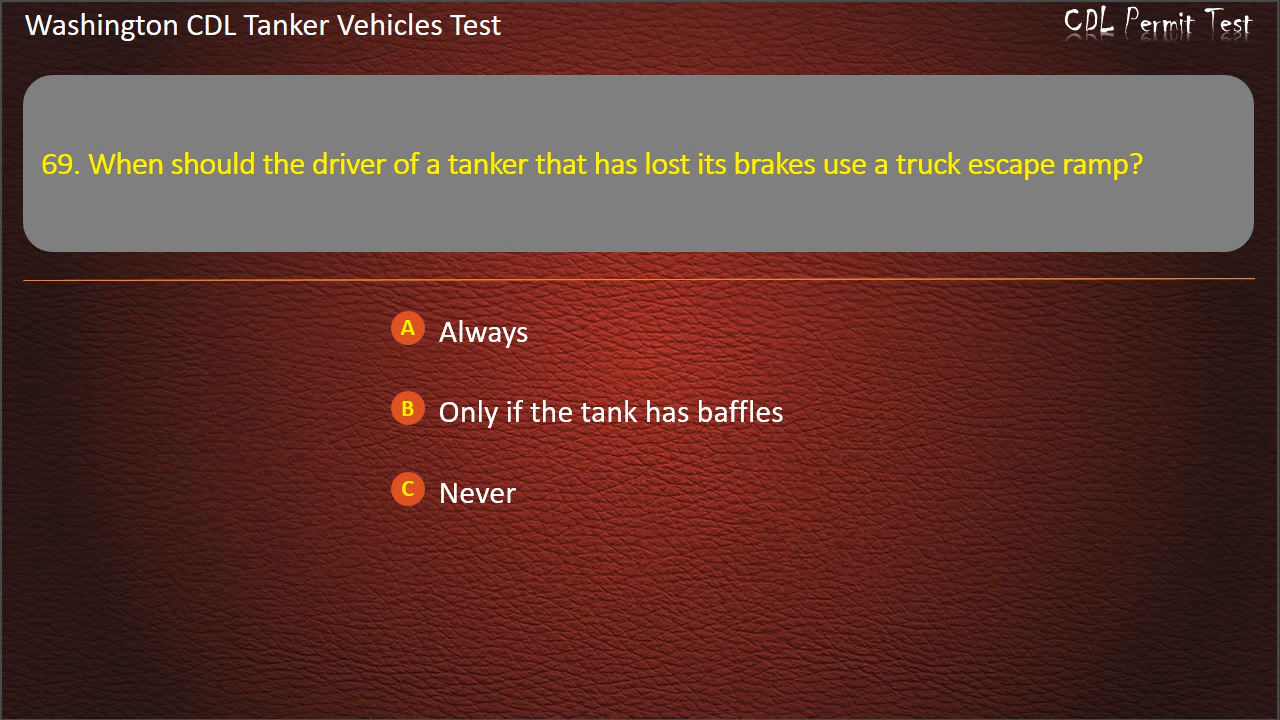 Washington CDL Tanker Vehicles Test
CDL Permit Test
69. When should the driver of a tanker that has lost its brakes use a truck escape ramp?
A Always
B Only if the tank has baffles
C Never